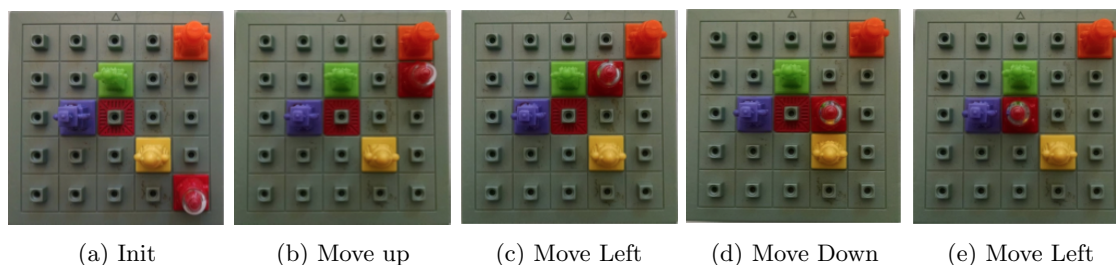 (a) Init
(b) Move up
(c) Move Left
(d) Move Down
(e) Move Left